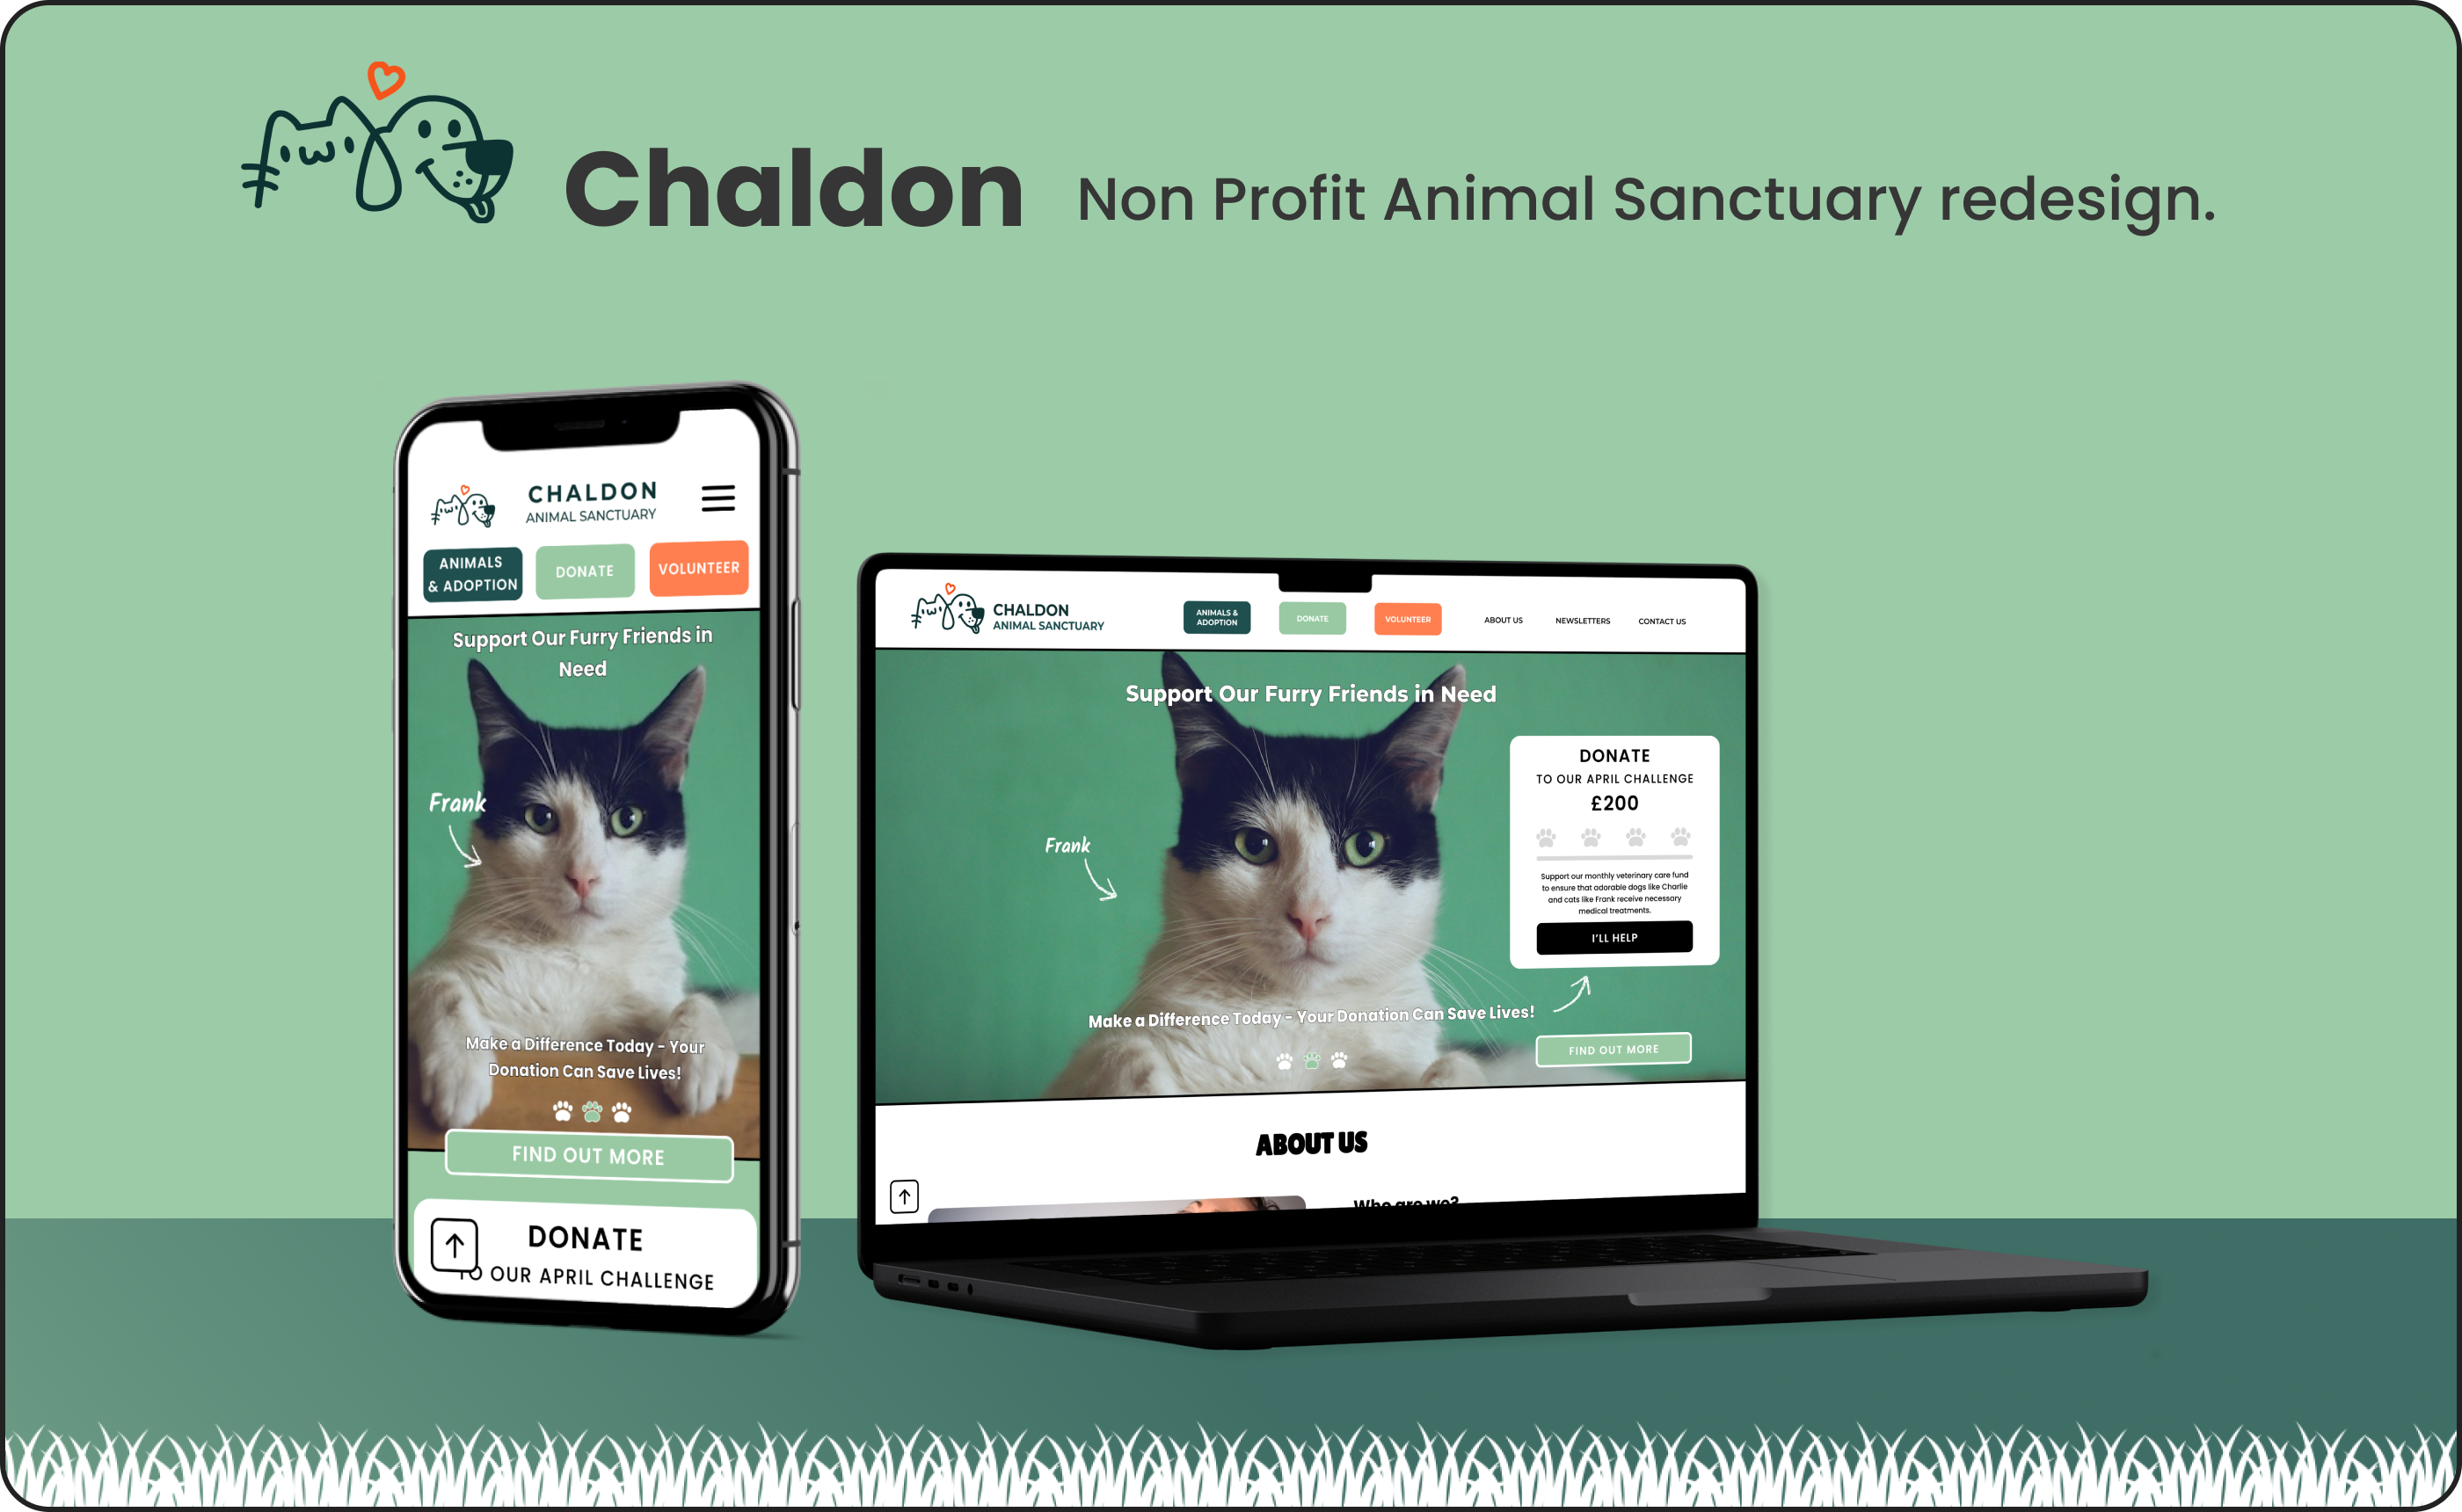 Chaldon
Non Profit Animal Sanctuary redesign.
CHALDON
ANIMAL SANCTUARY
ANIMALS
& ADOPTION
DONATE
VOLUNTEER
Support Our Furry Friends in
Need
Frank
Make a Difference Today - Your
Donation Can Save Lives!
FIND OUT MORE
DONATE
TO OUR APRIL CHALLENGE
CHALDON
ANIMAL SANCTUARY
ANIMALS &
ADOPTION
DONATE
VOLUNTEER
ABOUT US
NEWSLETTERS
CONTACT US
Support Our Furry Friends in Need
Frank
DONATE
TO OUR APRIL CHALLENGE
£200
Support our monthly veterinary care fund
to ensure that adorable dogs like Charlie
and cats like Frank receive necessary
medical treatments.
I'LL HELP
Make a Difference Today - Your Donation Can Save Lives!
FIND OUT MORE
ABOUT US
Who are we?